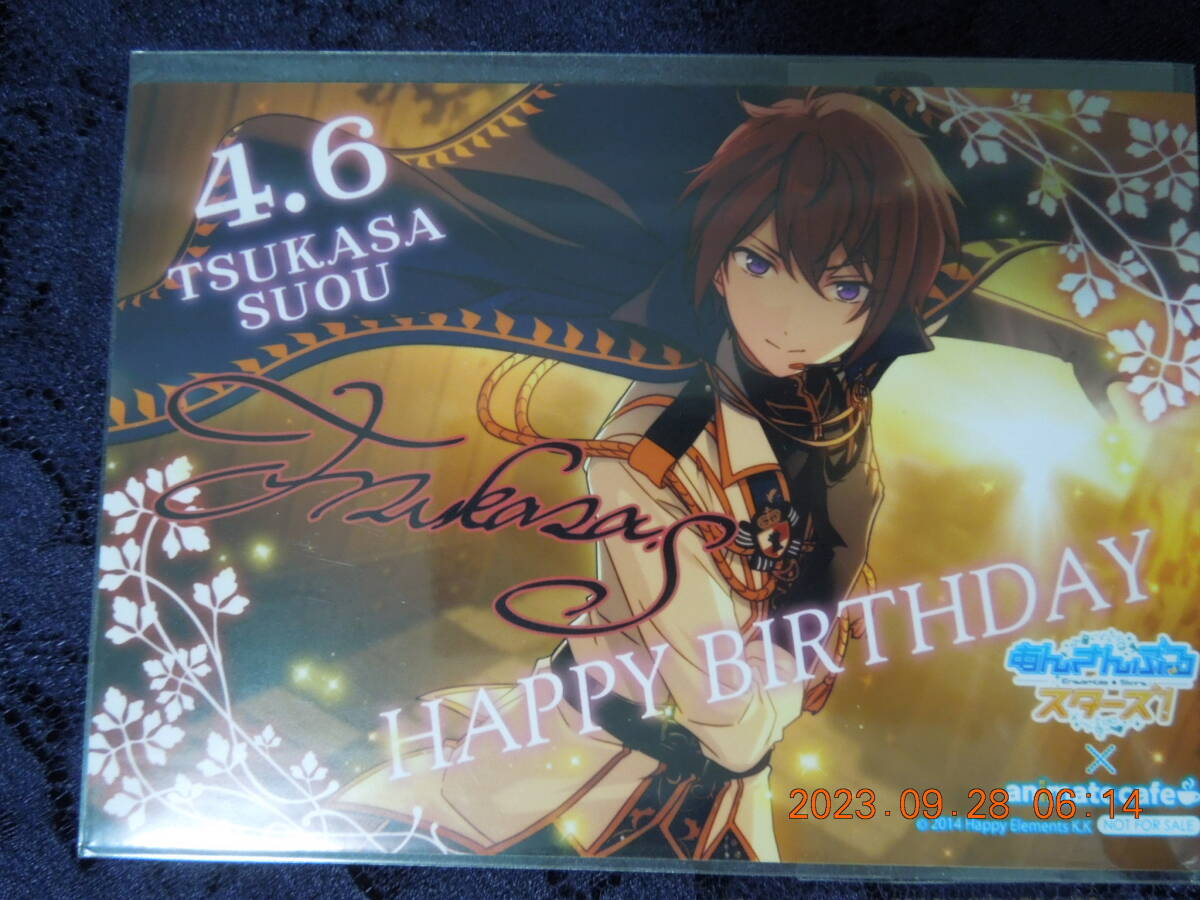 4.6
TSUKASA
SUOU
Tsukasa.S
HAPPY BIRTHDAY
あんさんぶる
Ensemble Stars
スターズ!
×
animatecafe
2023.09.28 06:14
© 2014 Happy Elements K.K
NOT FOR SALE